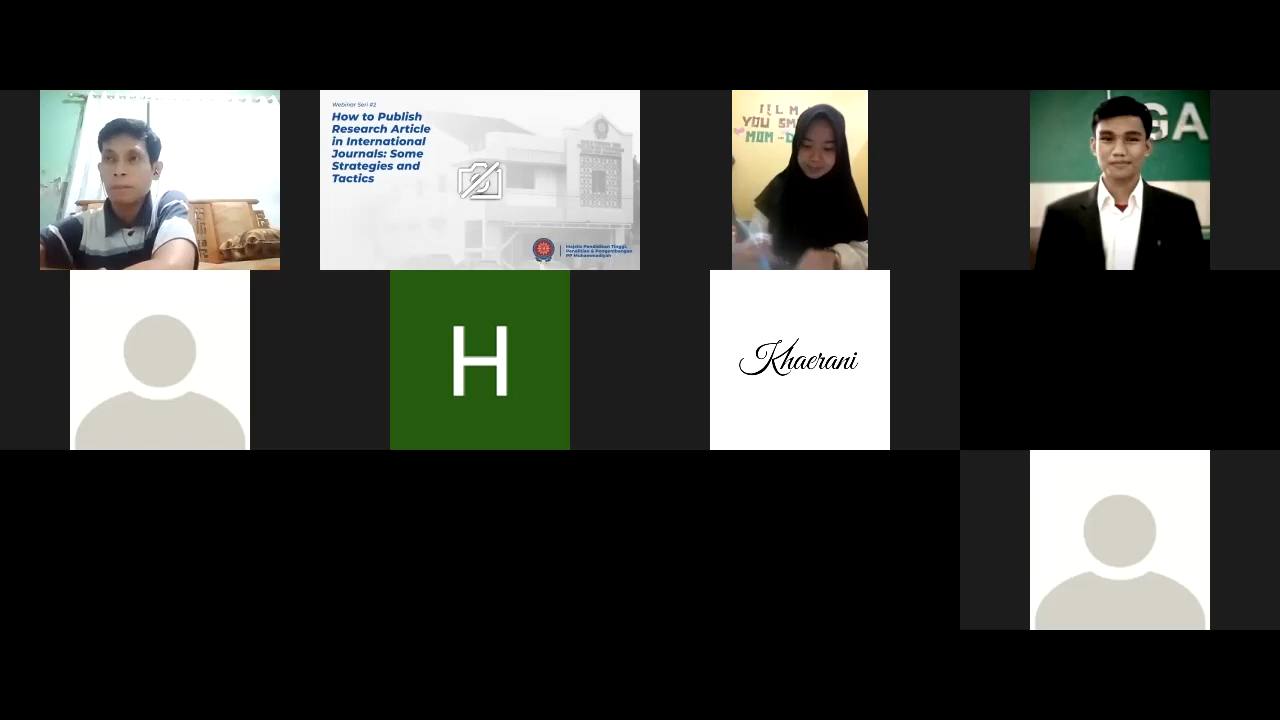 Webinar Seri #2
How to Publish
Research Article
in International
Journals: Some
Strategies and
Tactics
Majelis Pendidikan Tinggi,
Penelitian & Pengembangan
PP Muhammadiyah
YOU SM
MOM
GA
H
Khaerani